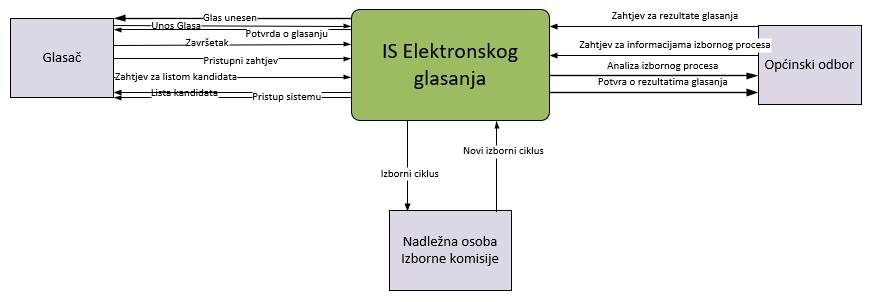 Glas unesen
Unos Glasa
Potvrda o glasanju
Završetak
Pristupni zahtjev
Zahtjev za listom kandidata
Lista kandidata
Pristup sistemu
Glasač
IS Elektronskog
glasanja
Zahtjev za rezultate glasanja
Zahtjev za informacijama izbornog procesa
Analiza izbornog procesa
Potvra o rezultatima glasanja
Općinski odbor
Izborni ciklus
Novi izborni ciklus
Nadležna osoba
Izborne komisije